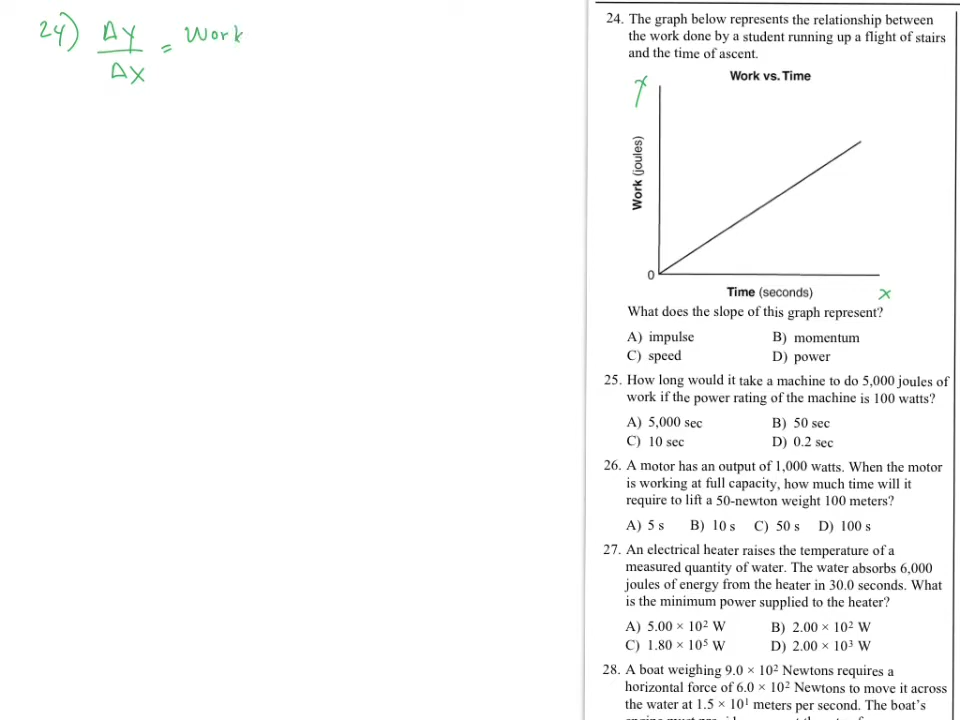 24) ΔY = Work
ΔX
24. The graph below represents the relationship between
the work done by a student running up a flight of stairs
and the time of ascent.
Work vs. Time
Y
Work (joules)
0
Time (seconds)
x
What does the slope of this graph represent?
A) impulse B) momentum
C) speed D) power
25. How long would it take a machine to do 5,000 joules of
work if the power rating of the machine is 100 watts?
A) 5,000 sec B) 50 sec
C) 10 sec D) 0.2 sec
26. A motor has an output of 1,000 watts. When the motor
is working at full capacity, how much time will it
require to lift a 50-newton weight 100 meters?
A) 5 s B) 10 s C) 50 s D) 100 s
27. An electrical heater raises the temperature of a
measured quantity of water. The water absorbs 6,000
joules of energy from the heater in 30.0 seconds. What
is the minimum power supplied to the heater?
A) 5.00 × 10² W B) 2.00 × 10² W
C) 1.80 × 10⁵ W D) 2.00 × 10³ W
28. A boat weighing 9.0 × 10² Newtons requires a
horizontal force of 6.0 × 10² Newtons to move it across
the water at 1.5 × 10¹ meters per second. The boat's